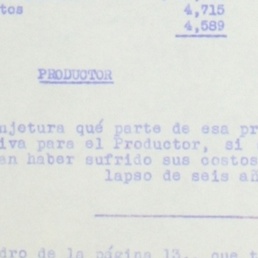 tos 4,715
4,589
PRODUCTOR
njetura qué parte de esa pr
iva para el Productor, si
en haber sufrido sus costos
lapso de seis añ
dro de la página 13, que t